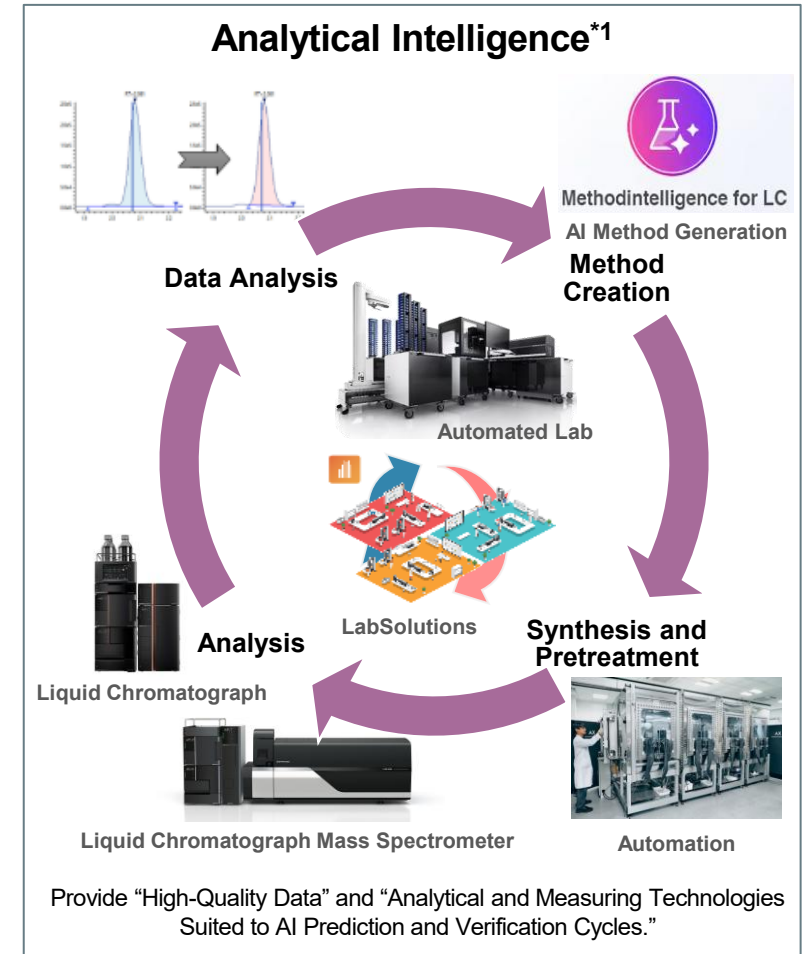 Analytical Intelligence*1
Methodintelligence for LC
AI Method Generation
Data Analysis
Method
Creation
Automated Lab
LabSolutions
Analysis
Synthesis and
Pretreatment
Liquid Chromatograph
Liquid Chromatograph Mass Spectrometer
Automation
Provide “High-Quality Data” and “Analytical and Measuring Technologies
Suited to AI Prediction and Verification Cycles.”